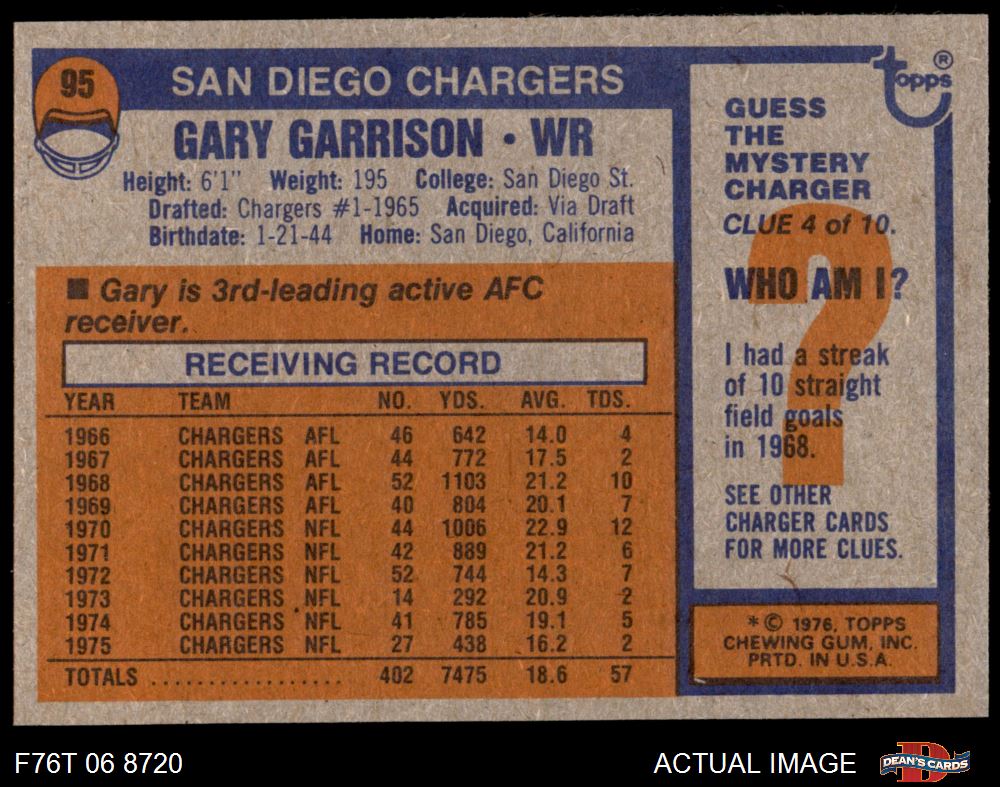 95
SAN DIEGO CHARGERS
GARY GARRISON • WR
Height: 6'1" Weight: 195 College: San Diego St.
Drafted: Chargers #1-1965 Acquired: Via Draft
Birthdate: 1-21-44 Home: San Diego, California
■ Gary is 3rd-leading active AFC
receiver.
RECEIVING RECORD
YEAR TEAM NO. YDS. AVG. TDS.
1966 CHARGERS AFL 46 642 14.0 4
1967 CHARGERS AFL 44 772 17.5 2
1968 CHARGERS AFL 52 1103 21.2 10
1969 CHARGERS AFL 40 804 20.1 7
1970 CHARGERS NFL 44 1006 22.9 12
1971 CHARGERS NFL 42 889 21.2 6
1972 CHARGERS NFL 52 744 14.3 7
1973 CHARGERS NFL 14 292 20.9 2
1974 CHARGERS NFL 41 785 19.1 5
1975 CHARGERS NFL 27 438 16.2 2
TOTALS ................. 402 7475 18.6 57
topps ®
GUESS
THE
MYSTERY
CHARGER
CLUE 4 of 10.
WHO AM I?
I had a streak
of 10 straight
field goals
in 1968.
SEE OTHER
CHARGER CARDS
FOR MORE CLUES.
* © 1976, TOPPS
CHEWING GUM, INC.
PRTD. IN U.S.A.
F76T 06 8720
ACTUAL IMAGE
DEAN'S CARDS